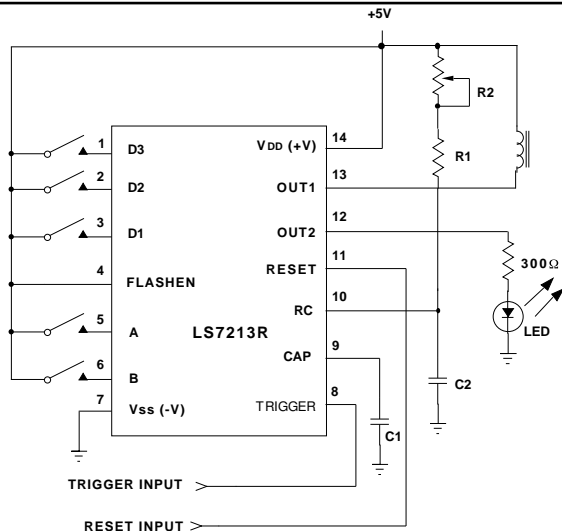 +5V
R2
R1
1 D3
2 D2
3 D1
4 FLASHEN
5 A
6 B
7 Vss (-V)
LS7213R
VDD (+V) 14
OUT1 13
OUT2 12
RESET 11
RC 10
CAP 9
TRIGGER 8
300Ω
LED
C2
C1
TRIGGER INPUT
RESET INPUT